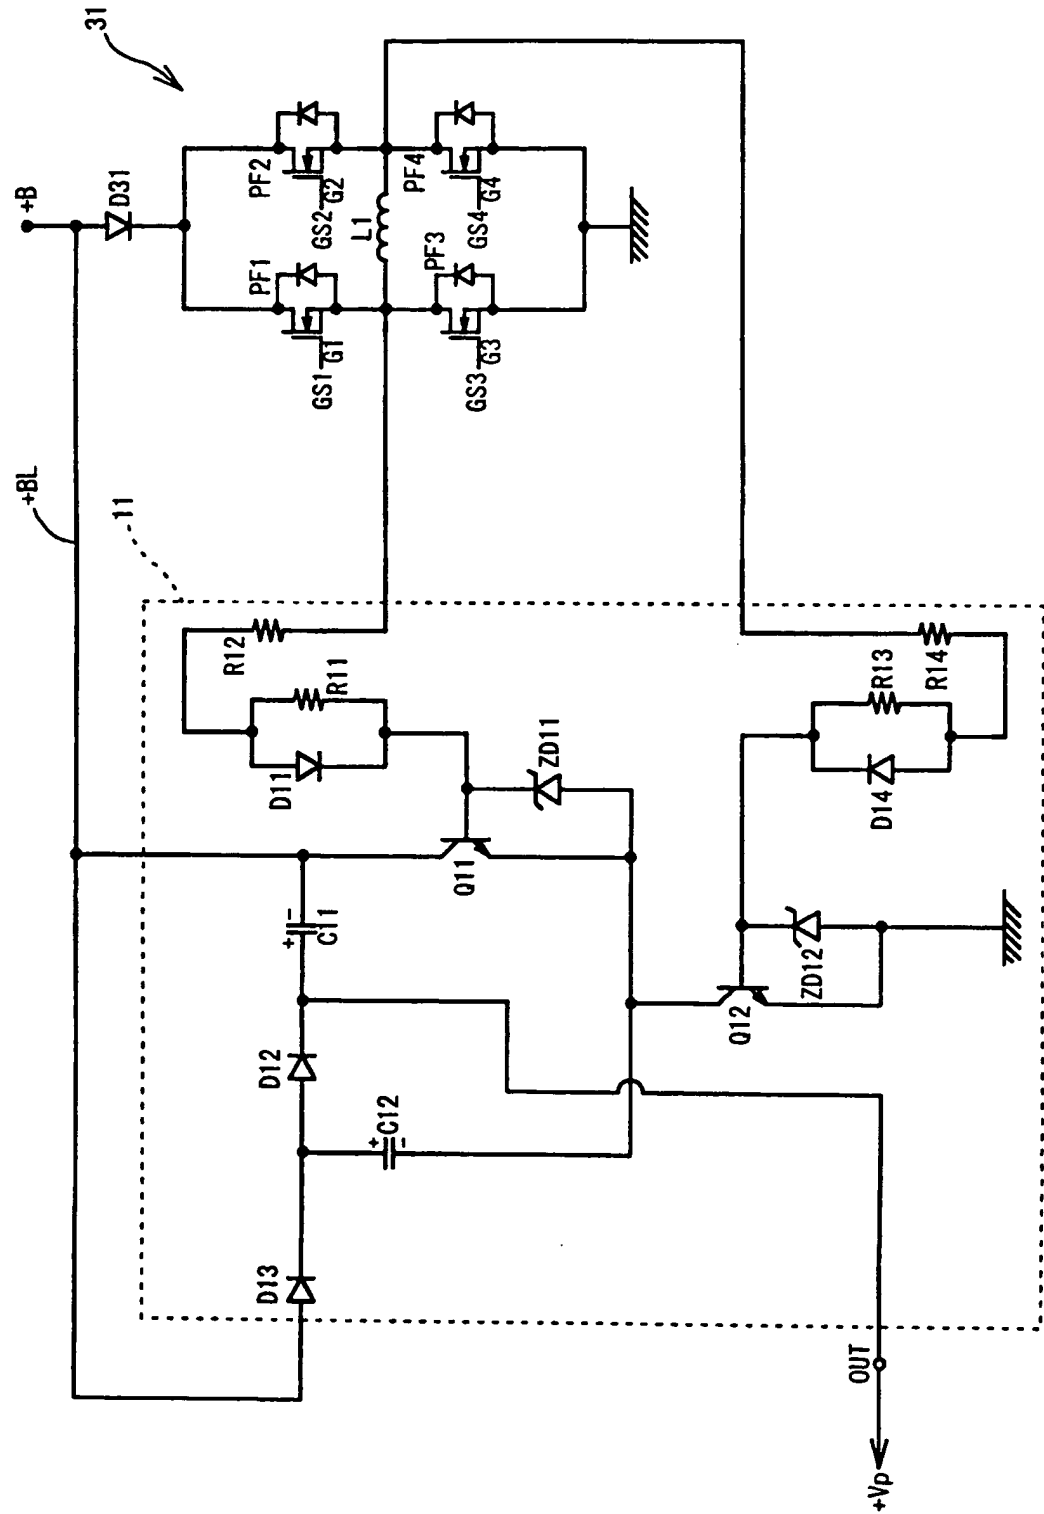 31
+B
D31
PF2
GS2
G2
PF4
GS4
G4
L1
PF1
GS1
G1
PF3
GS3
G3
+BL
11
R12
R11
D11
ZD11
Q11
C11
+
−
D12
C12
+
−
D13
R13
R14
D14
ZD12
Q12
OUT
+Vp